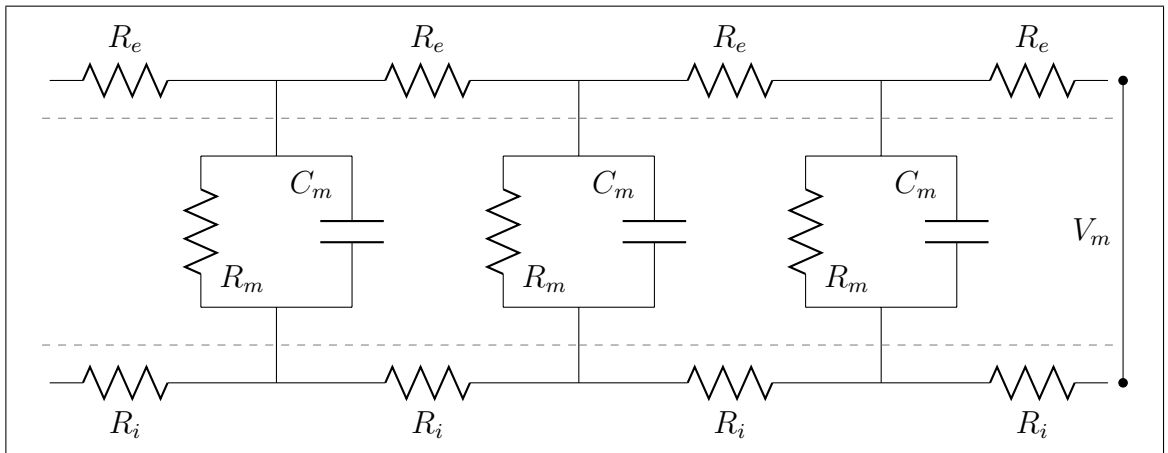 R_e R_e R_e R_e
C_m C_m C_m
V_m
R_m R_m R_m
R_i R_i R_i R_i